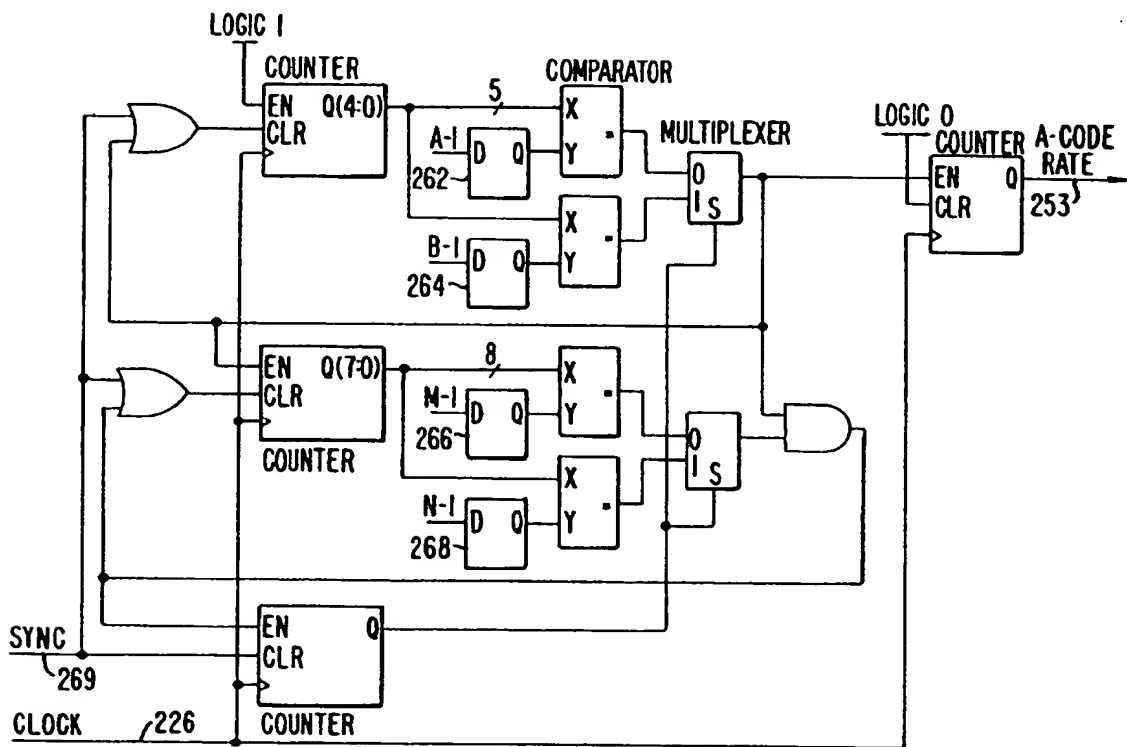 LOGIC 1
COUNTER
EN Q(4:0)
CLR
5
COMPARATOR
X
Y =
A-1 D Q
262
MULTIPLEXER
0
1 S
X
Y =
B-1 D Q
264
LOGIC 0
COUNTER
EN Q
CLR
A-CODE
RATE
253
EN Q(7:0)
CLR
COUNTER
8
X
Y =
M-1 D Q
266
0
1 S
X
Y =
N-1 D Q
268
EN Q
CLR
COUNTER
SYNC
269
CLOCK 226